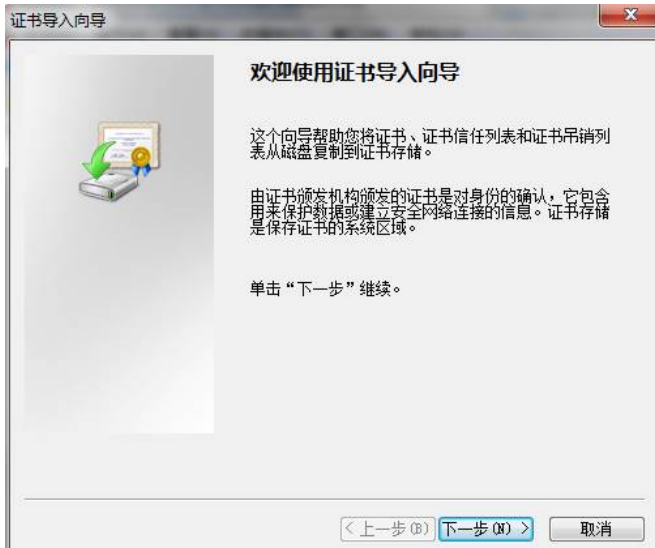 证书导入向导
欢迎使用证书导入向导
这个向导帮助您将证书、证书信任列表和证书吊销列
表从磁盘复制到证书存储。
由证书颁发机构颁发的证书是对身份的确认，它包含
用来保护数据或建立安全网络连接的信息。证书存储
是保存证书的系统区域。
单击“下一步”继续。
< 上一步(B) 下一步(N) > 取消